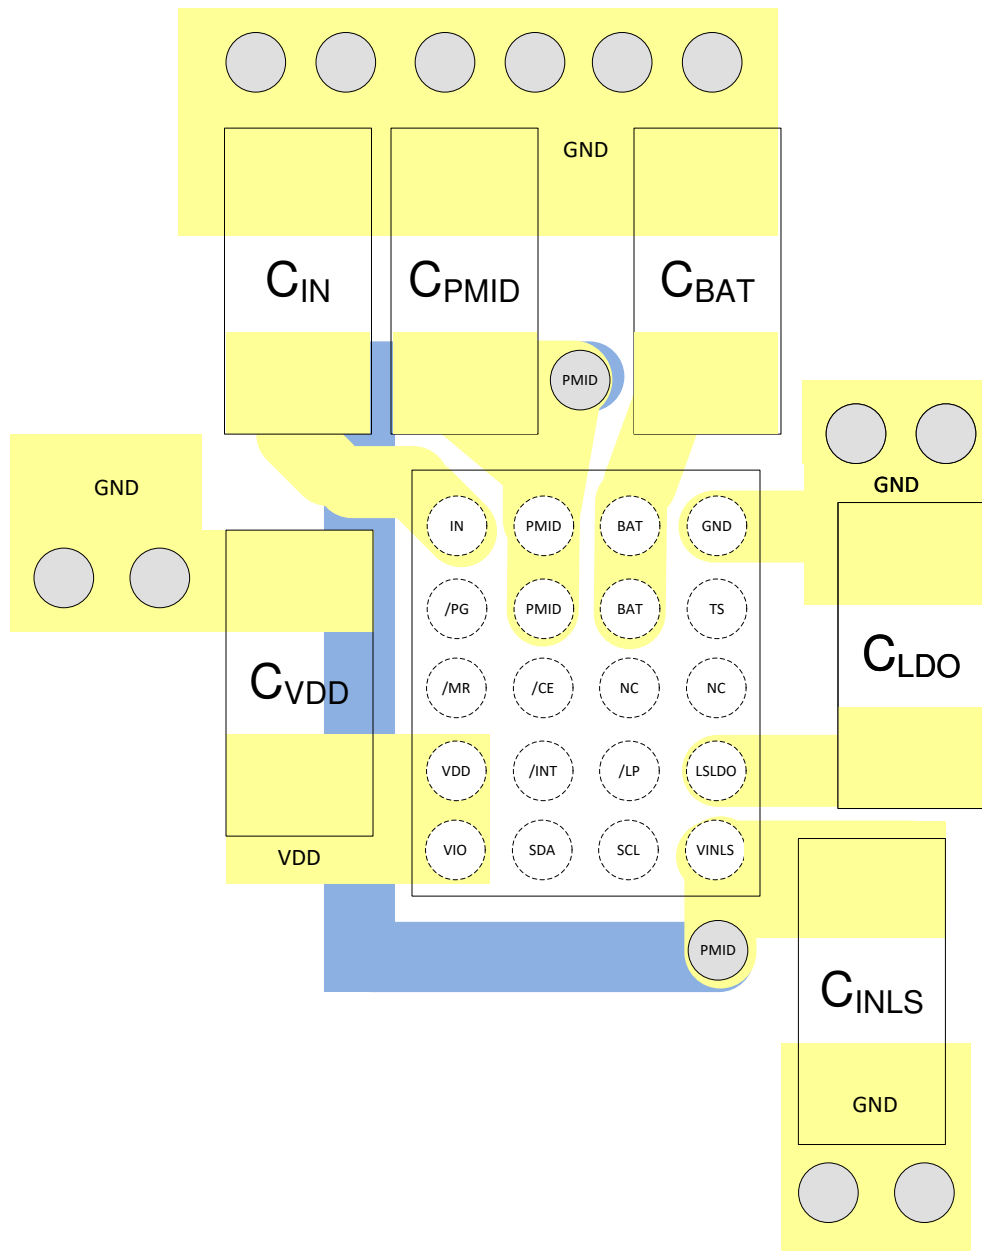 GND
CIN CPMID CBAT
PMID
GND
GND
IN PMID BAT GND
/PG PMID BAT TS
CVDD
/MR /CE NC NC
CLDO
VDD /INT /LP LSLDO
VIO SDA SCL VINLS
VDD
PMID
CINLS
GND